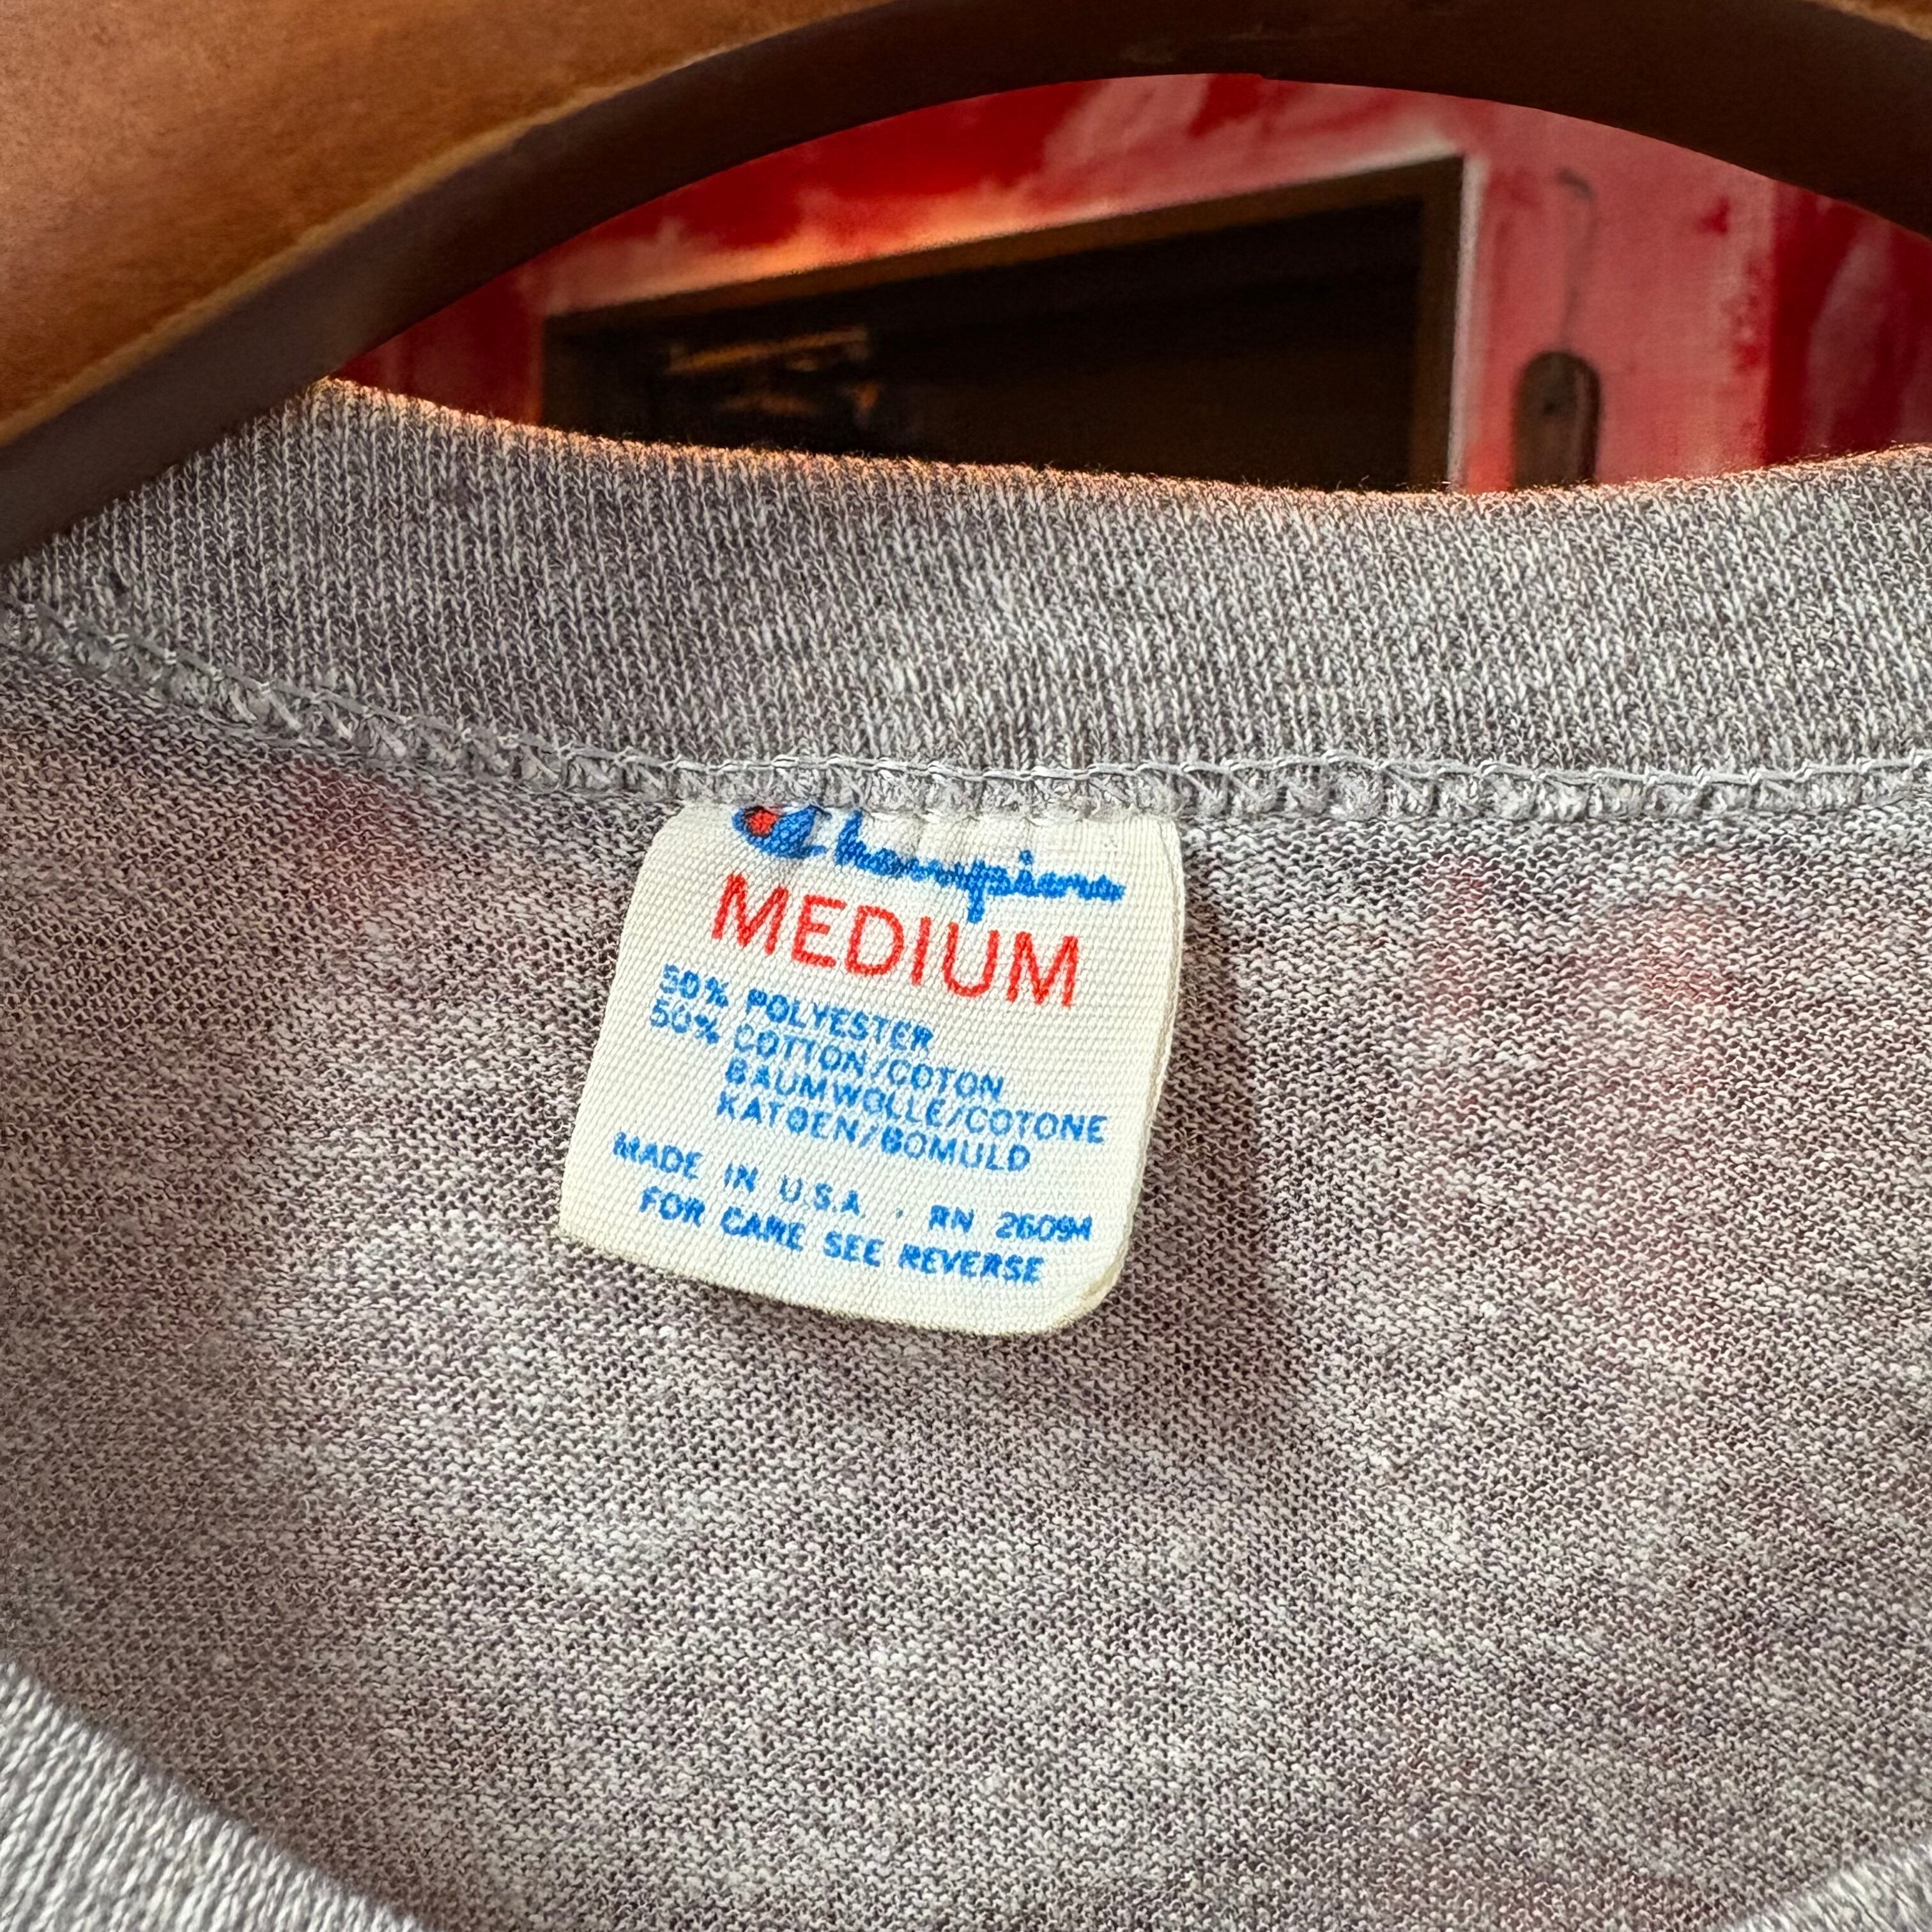 Champion
MEDIUM
50% POLYESTER
50% COTTON/COTON
BAUMWOLLE/COTONE
KATOEN/BOMULD
MADE IN U.S.A. RN 26094
FOR CARE SEE REVERSE